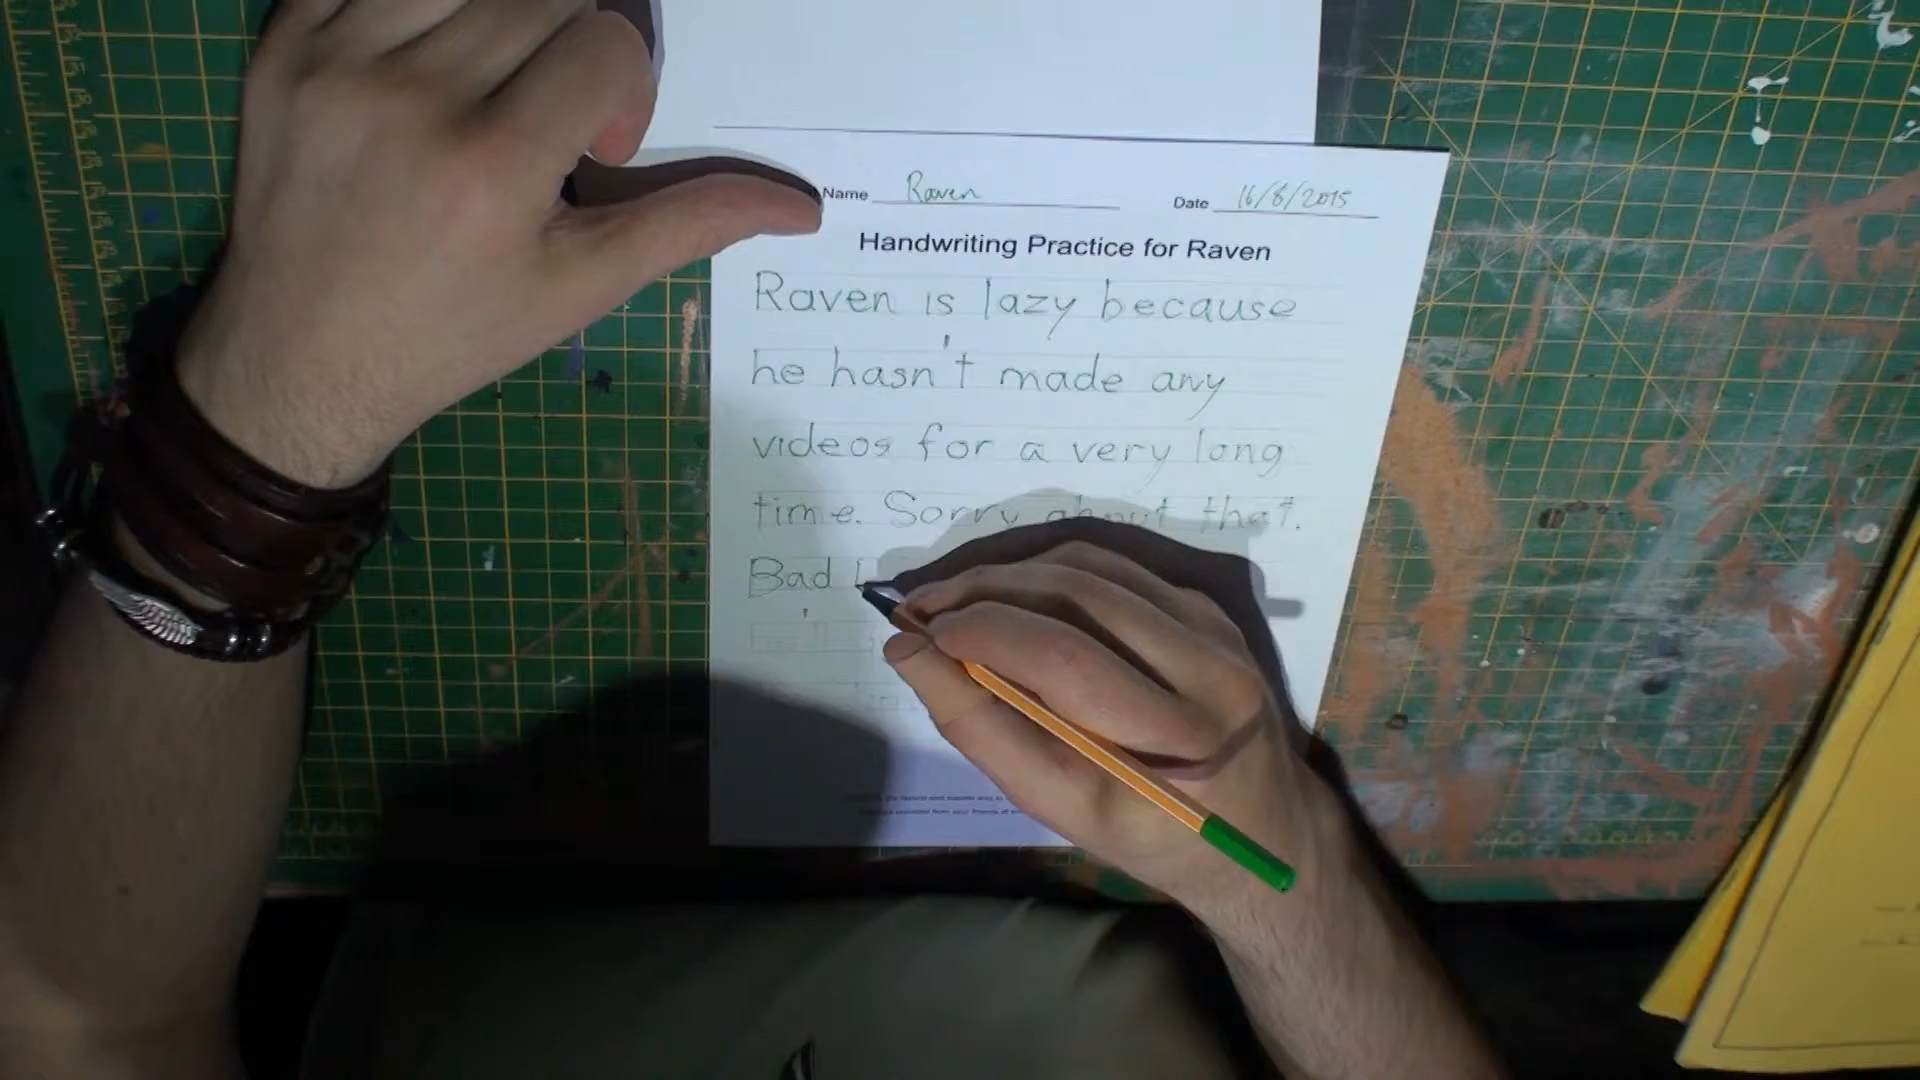 Name Raven Date 16/8/2015
Handwriting Practice for Raven
Raven is lazy because
he hasn't made any
videos for a very long
time. Sorry about that.
Bad